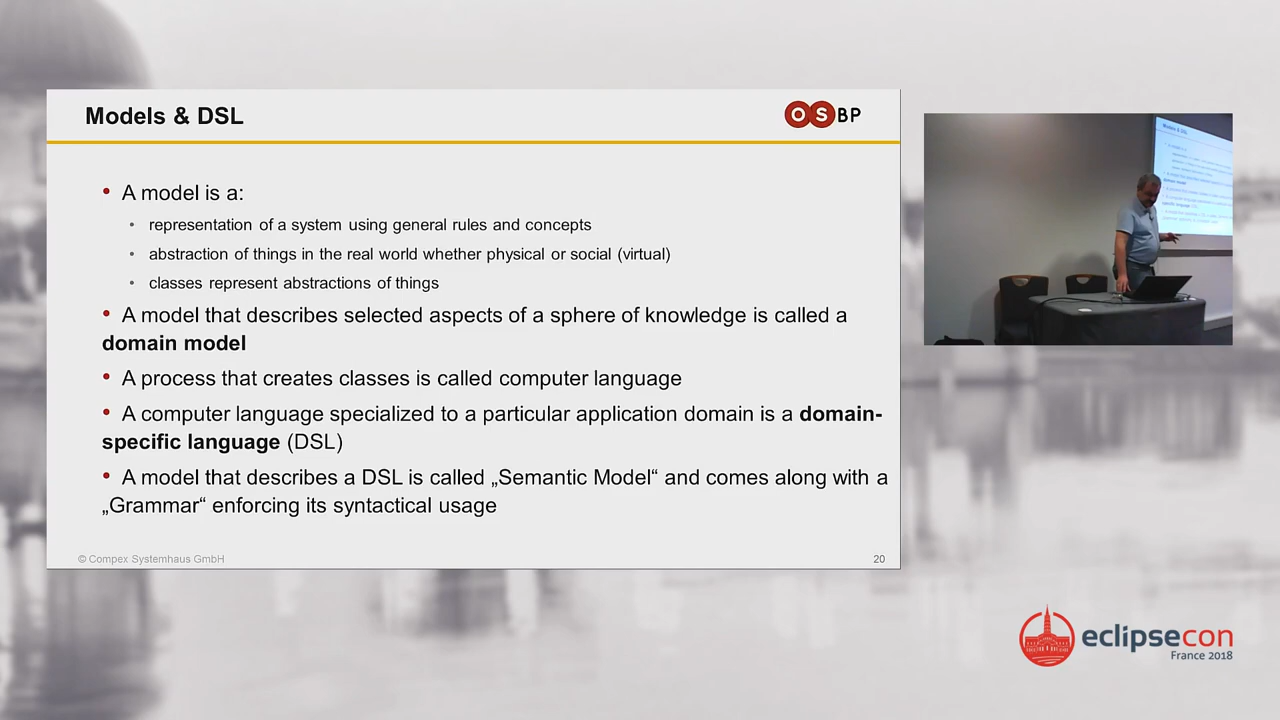 Models & DSL
OS BP
• A model is a:
• representation of a system using general rules and concepts
• abstraction of things in the real world whether physical or social (virtual)
• classes represent abstractions of things
• A model that describes selected aspects of a sphere of knowledge is called a
domain model
• A process that creates classes is called computer language
• A computer language specialized to a particular application domain is a domain-
specific language (DSL)
• A model that describes a DSL is called „Semantic Model“ and comes along with a
„Grammar“ enforcing its syntactical usage
© Compex Systemhaus GmbH
20
Models & DSL
eclipsecon
France 2018